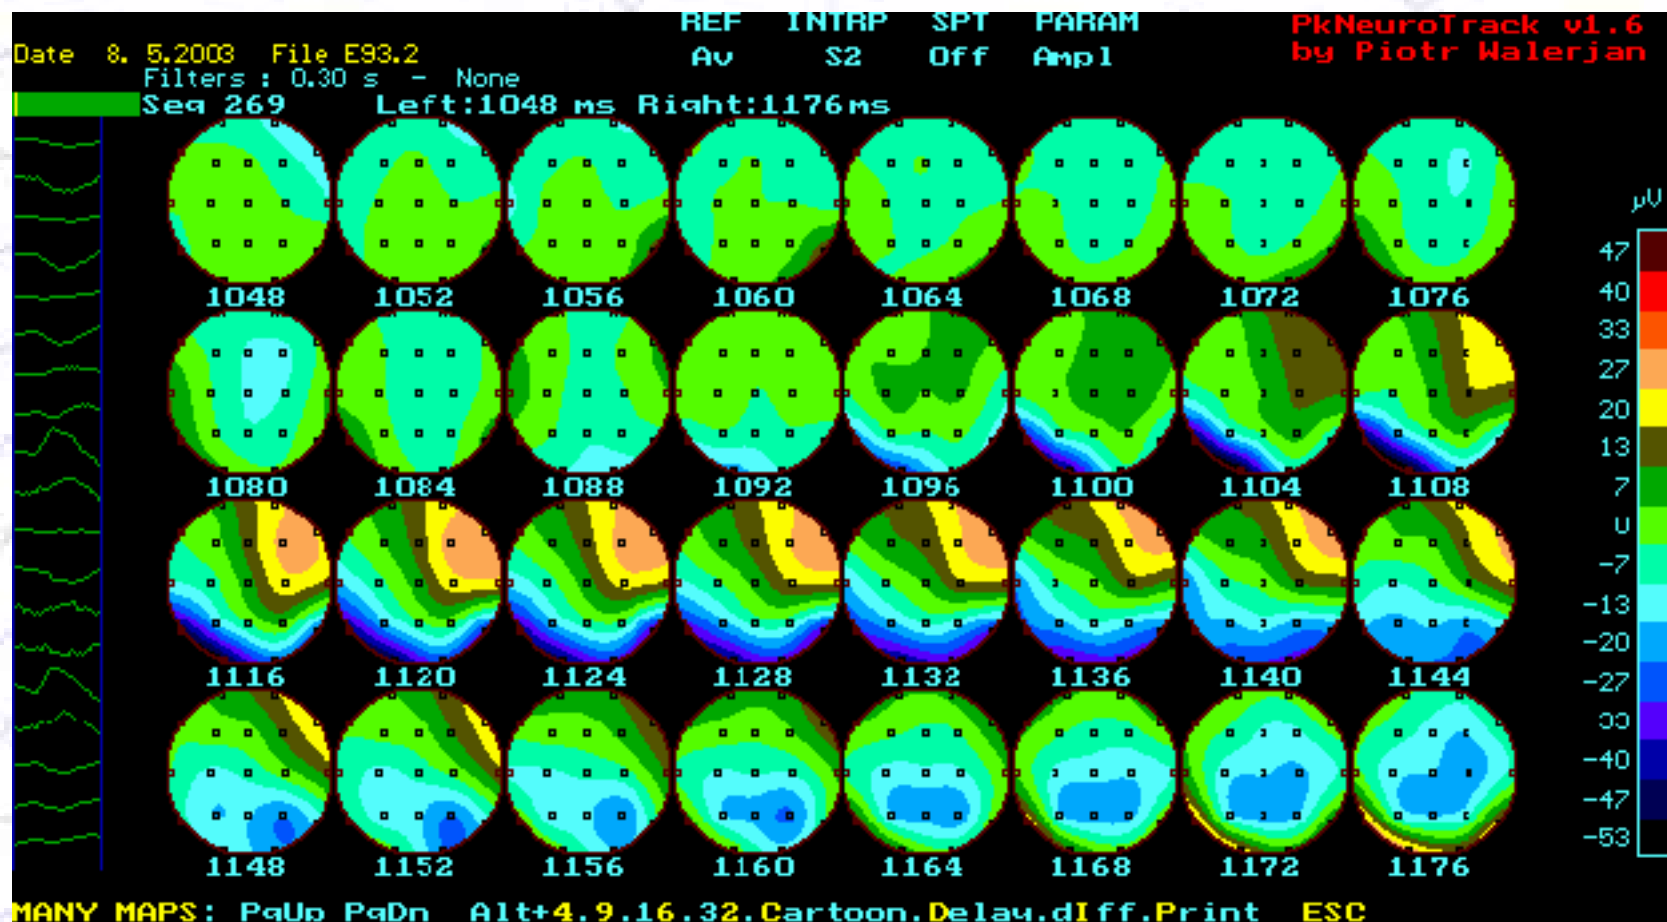 REF INTRP SPT PARAM PkNeuroTrack v1.6
Date 8. 5.2003 File E93.2 Av S2 Off Ampl by Piotr Walerjan
Filters : 0.30 s - None
Seq 269 Left:1048 ms Right:1176ms
µV
1048 1052 1056 1060 1064 1068 1072 1076
1080 1084 1088 1092 1096 1100 1104 1108
1116 1120 1124 1128 1132 1136 1140 1144
1148 1152 1156 1160 1164 1168 1172 1176
47
40
33
27
20
13
7
0
-7
-13
-20
-27
-33
-40
-47
-53
MANY MAPS: PgUp PgDn Alt+4.9.16.32.Cartoon.Delay.dIff.Print ESC